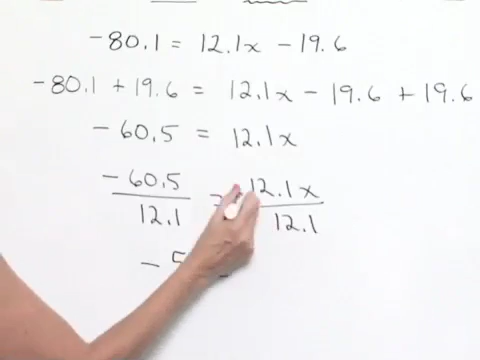 -80.1 = 12.1x - 19.6
-80.1 + 19.6 = 12.1x - 19.6 + 19.6
-60.5 = 12.1x
-60.5 / 12.1 = 12.1x / 12.1
-5